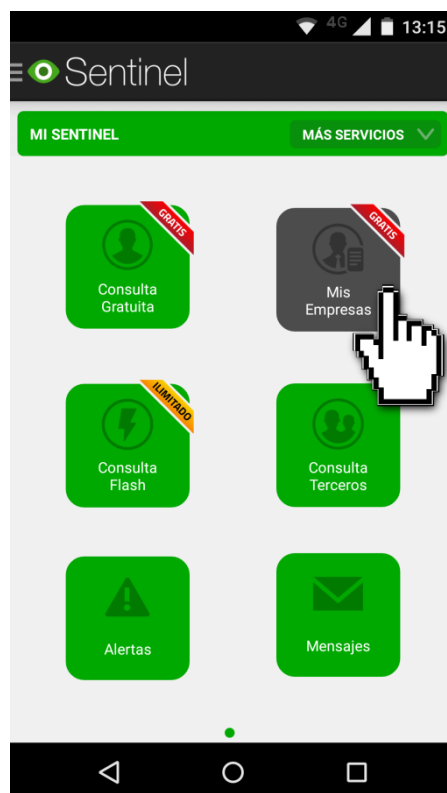 4G 13:15
Sentinel
MI SENTINEL MÁS SERVICIOS
GRATIS
Consulta
Gratuita
GRATIS
Mis
Empresas
ILIMITADO
Consulta
Flash
Consulta
Terceros
Alertas
Mensajes